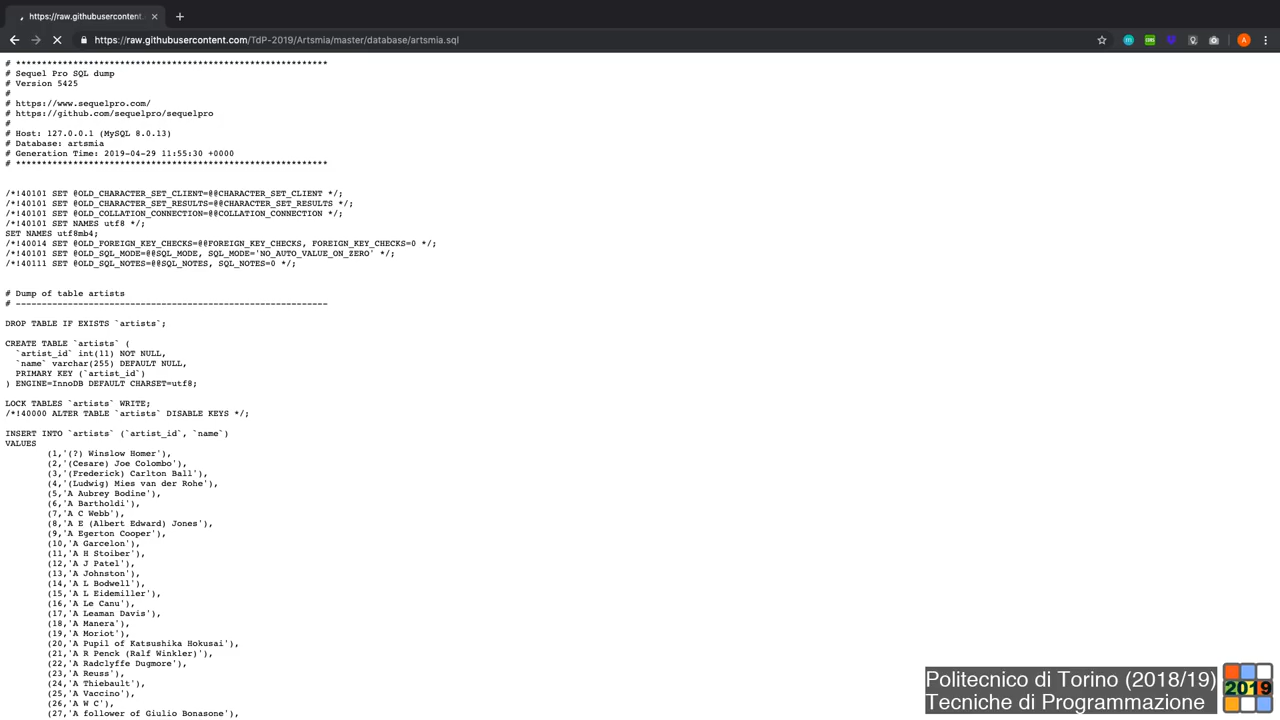 https://raw.githubusercontent.
https://raw.githubusercontent.com/TdP-2019/Artsmia/master/database/artsmia.sql
# ************************************************************
# Sequel Pro SQL dump
# Version 5425
#
# https://www.sequelpro.com/
# https://github.com/sequelpro/sequelpro
#
# Host: 127.0.0.1 (MySQL 8.0.13)
# Database: artsmia
# Generation Time: 2019-04-29 11:55:30 +0000
# ************************************************************
/*!40101 SET @OLD_CHARACTER_SET_CLIENT=@@CHARACTER_SET_CLIENT */;
/*!40101 SET @OLD_CHARACTER_SET_RESULTS=@@CHARACTER_SET_RESULTS */;
/*!40101 SET @OLD_COLLATION_CONNECTION=@@COLLATION_CONNECTION */;
/*!40101 SET NAMES utf8 */;
SET NAMES utf8mb4;
/*!40014 SET @OLD_FOREIGN_KEY_CHECKS=@@FOREIGN_KEY_CHECKS, FOREIGN_KEY_CHECKS=0 */;
/*!40101 SET @OLD_SQL_MODE=@@SQL_MODE, SQL_MODE='NO_AUTO_VALUE_ON_ZERO' */;
/*!40111 SET @OLD_SQL_NOTES=@@SQL_NOTES, SQL_NOTES=0 */;
# Dump of table artists
# ------------------------------------------------------------
DROP TABLE IF EXISTS `artists`;
CREATE TABLE `artists` (
`artist_id` int(11) NOT NULL,
`name` varchar(255) DEFAULT NULL,
PRIMARY KEY (`artist_id`)
) ENGINE=InnoDB DEFAULT CHARSET=utf8;
LOCK TABLES `artists` WRITE;
/*!40000 ALTER TABLE `artists` DISABLE KEYS */;
INSERT INTO `artists` (`artist_id`, `name`)
VALUES
(1,'(?) Winslow Homer'),
(2,'(Cesare) Joe Colombo'),
(3,'(Frederick) Carlton Ball'),
(4,'(Ludwig) Mies van der Rohe'),
(5,'A Aubrey Bodine'),
(6,'A Bartholdi'),
(7,'A C Webb'),
(8,'A E (Albert Edward) Jones'),
(9,'A Egerton Cooper'),
(10,'A Garcelon'),
(11,'A H Stoiber'),
(12,'A J Patel'),
(13,'A Johnston'),
(14,'A L Bodwell'),
(15,'A L Eidemiller'),
(16,'A Le Canu'),
(17,'A Leaman Davis'),
(18,'A Manera'),
(19,'A Moriot'),
(20,'A Pupil of Katsushika Hokusai'),
(21,'A R Penck (Ralf Winkler)'),
(22,'A Radclyffe Dugmore'),
(23,'A Reuss'),
(24,'A Thiebault'),
(25,'A Vaccino'),
(26,'A W C'),
(27,'A follower of Giulio Bonasone'),
Politecnico di Torino (2018/19)
Tecniche di Programmazione
2019